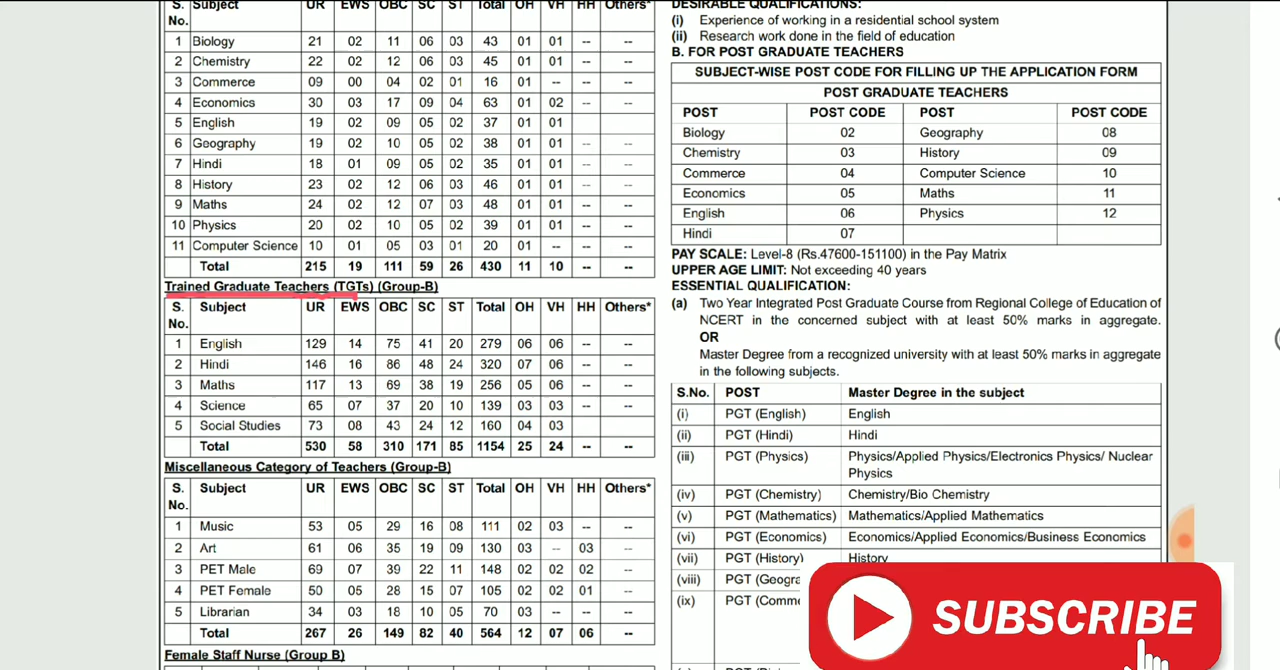 S. Subject UR EWS OBC SC ST Total OH VH HH Others*
No.
1 Biology 21 02 11 06 03 43 01 01 -- --
2 Chemistry 22 02 12 06 03 45 01 01 -- --
3 Commerce 09 00 04 02 01 16 01 -- -- --
4 Economics 30 03 17 09 04 63 01 02 -- --
5 English 19 02 09 05 02 37 01 01
6 Geography 19 02 10 05 02 38 01 01 -- --
7 Hindi 18 01 09 05 02 35 01 01 -- --
8 History 23 02 12 06 03 46 01 01 -- --
9 Maths 24 02 12 07 03 48 01 01 -- --
10 Physics 20 02 10 05 02 39 01 01 -- --
11 Computer Science 10 01 05 03 01 20 01 -- -- --
Total 215 19 111 59 26 430 11 10 -- --
Trained Graduate Teachers (TGTs) (Group-B)
S. Subject UR EWS OBC SC ST Total OH VH HH Others*
No.
1 English 129 14 75 41 20 279 06 06 -- --
2 Hindi 146 16 86 48 24 320 07 06 -- --
3 Maths 117 13 69 38 19 256 05 06 -- --
4 Science 65 07 37 20 10 139 03 03 -- --
5 Social Studies 73 08 43 24 12 160 04 03 --
Total 530 58 310 171 85 1154 25 24 -- --
Miscellaneous Category of Teachers (Group-B)
S. Subject UR EWS OBC SC ST Total OH VH HH Others*
No.
1 Music 53 05 29 16 08 111 02 03 -- --
2 Art 61 06 35 19 09 130 03 -- 03 --
3 PET Male 69 07 39 22 11 148 02 02 02 --
4 PET Female 50 05 28 15 07 105 02 02 01 --
5 Librarian 34 03 18 10 05 70 03 -- -- --
Total 267 26 149 82 40 564 12 07 06 --
Female Staff Nurse (Group B)
DESIRABLE QUALIFICATIONS:
(i) Experience of working in a residential school system
(ii) Research work done in the field of education
B. FOR POST GRADUATE TEACHERS
SUBJECT-WISE POST CODE FOR FILLING UP THE APPLICATION FORM
POST GRADUATE TEACHERS
POST POST CODE POST POST CODE
Biology 02 Geography 08
Chemistry 03 History 09
Commerce 04 Computer Science 10
Economics 05 Maths 11
English 06 Physics 12
Hindi 07
PAY SCALE: Level-8 (Rs.47600-151100) in the Pay Matrix
UPPER AGE LIMIT: Not exceeding 40 years
ESSENTIAL QUALIFICATION:
(a) Two Year Integrated Post Graduate Course from Regional College of Education of
NCERT in the concerned subject with at least 50% marks in aggregate.
OR
Master Degree from a recognized university with at least 50% marks in aggregate
in the following subjects.
S.No. POST Master Degree in the subject
(i) PGT (English) English
(ii) PGT (Hindi) Hindi
(iii) PGT (Physics) Physics/Applied Physics/Electronics Physics/ Nuclear
Physics
(iv) PGT (Chemistry) Chemistry/Bio Chemistry
(v) PGT (Mathematics) Mathematics/Applied Mathematics
(vi) PGT (Economics) Economics/Applied Economics/Business Economics
(vii) PGT (History) History
(viii) PGT (Geogra
(ix) PGT (Comm
SUBSCRIBE